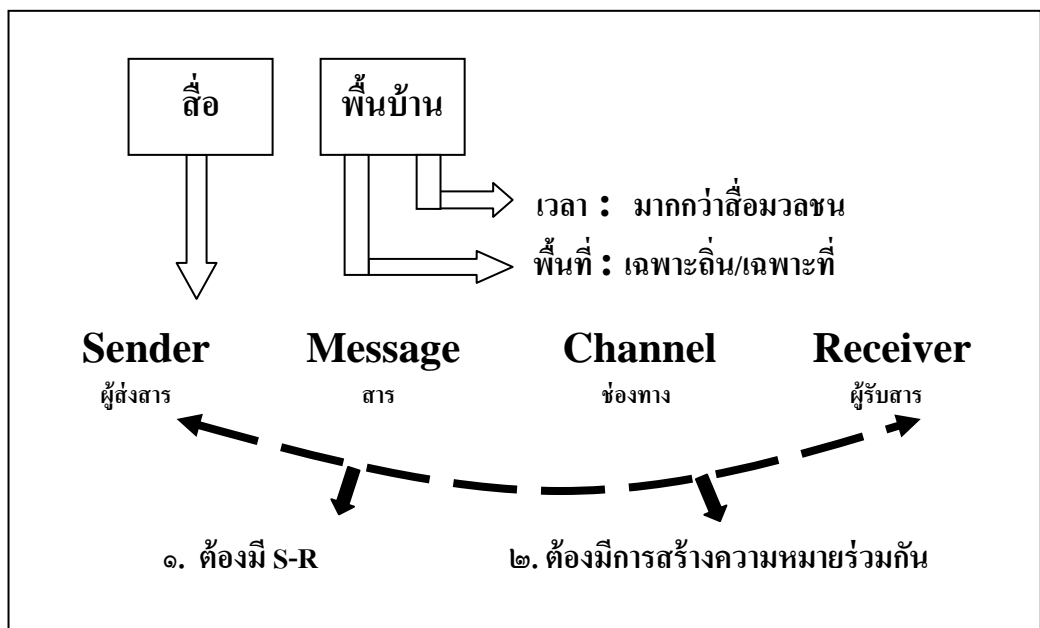 สื่อ พื้นบ้าน
เวลา : มากกว่าสื่อมวลชน
พื้นที่ : เฉพาะถิ่น/เฉพาะที่
Sender Message Channel Receiver
ผู้ส่งสาร สาร ช่องทาง ผู้รับสาร
๑. ต้องมี S-R ๒. ต้องมีการสร้างความหมายร่วมกัน